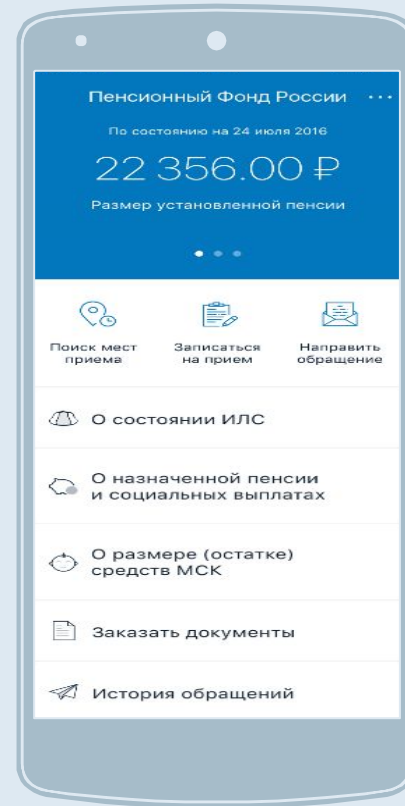 Пенсионный Фонд России
По состоянию на 24 июля 2016
22 356.00 ₽
Размер установленной пенсии
Поиск мест
приема
Записаться
на прием
Направить
обращение
О состоянии ИЛС
О назначенной пенсии
и социальных выплатах
О размере (остатке)
средств МСК
Заказать документы
История обращений